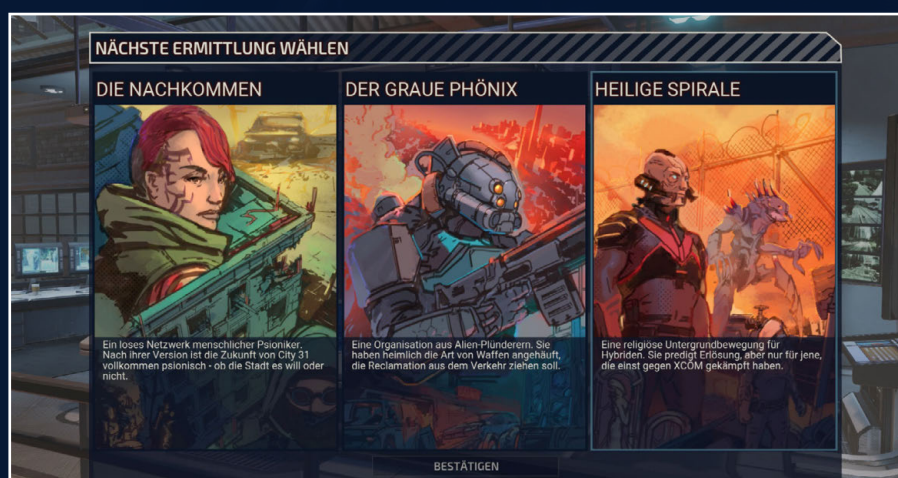 NÄCHSTE ERMITTLUNG WÄHLEN
DIE NACHKOMMEN
Ein loses Netzwerk menschlicher Psioniker.
Nach ihrer Version ist die Zukunft von City 31
vollkommen psionisch - ob die Stadt es will oder
nicht.
DER GRAUE PHÖNIX
Eine Organisation aus Alien-Plünderern. Sie
haben heimlich die Art von Waffen angehäuft,
die Reclamation aus dem Verkehr ziehen soll.
HEILIGE SPIRALE
Eine religiöse Untergrundbewegung für
Hybriden. Sie predigt Erlösung, aber nur für jene,
die einst gegen XCOM gekämpft haben.
BESTÄTIGEN